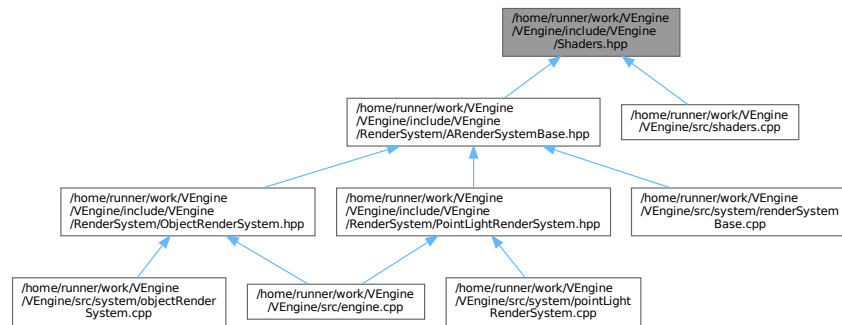 /home/runner/work/VEngine
/VEngine/include/VEngine
/Shaders.hpp
/home/runner/work/VEngine
/VEngine/include/VEngine
/RenderSystem/ARenderSystemBase.hpp
/home/runner/work/VEngine
/VEngine/src/shaders.cpp
/home/runner/work/VEngine
/VEngine/include/VEngine
/RenderSystem/ObjectRenderSystem.hpp
/home/runner/work/VEngine
/VEngine/include/VEngine
/RenderSystem/PointLightRenderSystem.hpp
/home/runner/work/VEngine
/VEngine/src/system/renderSystem
Base.cpp
/home/runner/work/VEngine
/VEngine/src/system/objectRender
System.cpp
/home/runner/work/VEngine
/VEngine/src/engine.cpp
/home/runner/work/VEngine
/VEngine/src/system/pointLight
RenderSystem.cpp